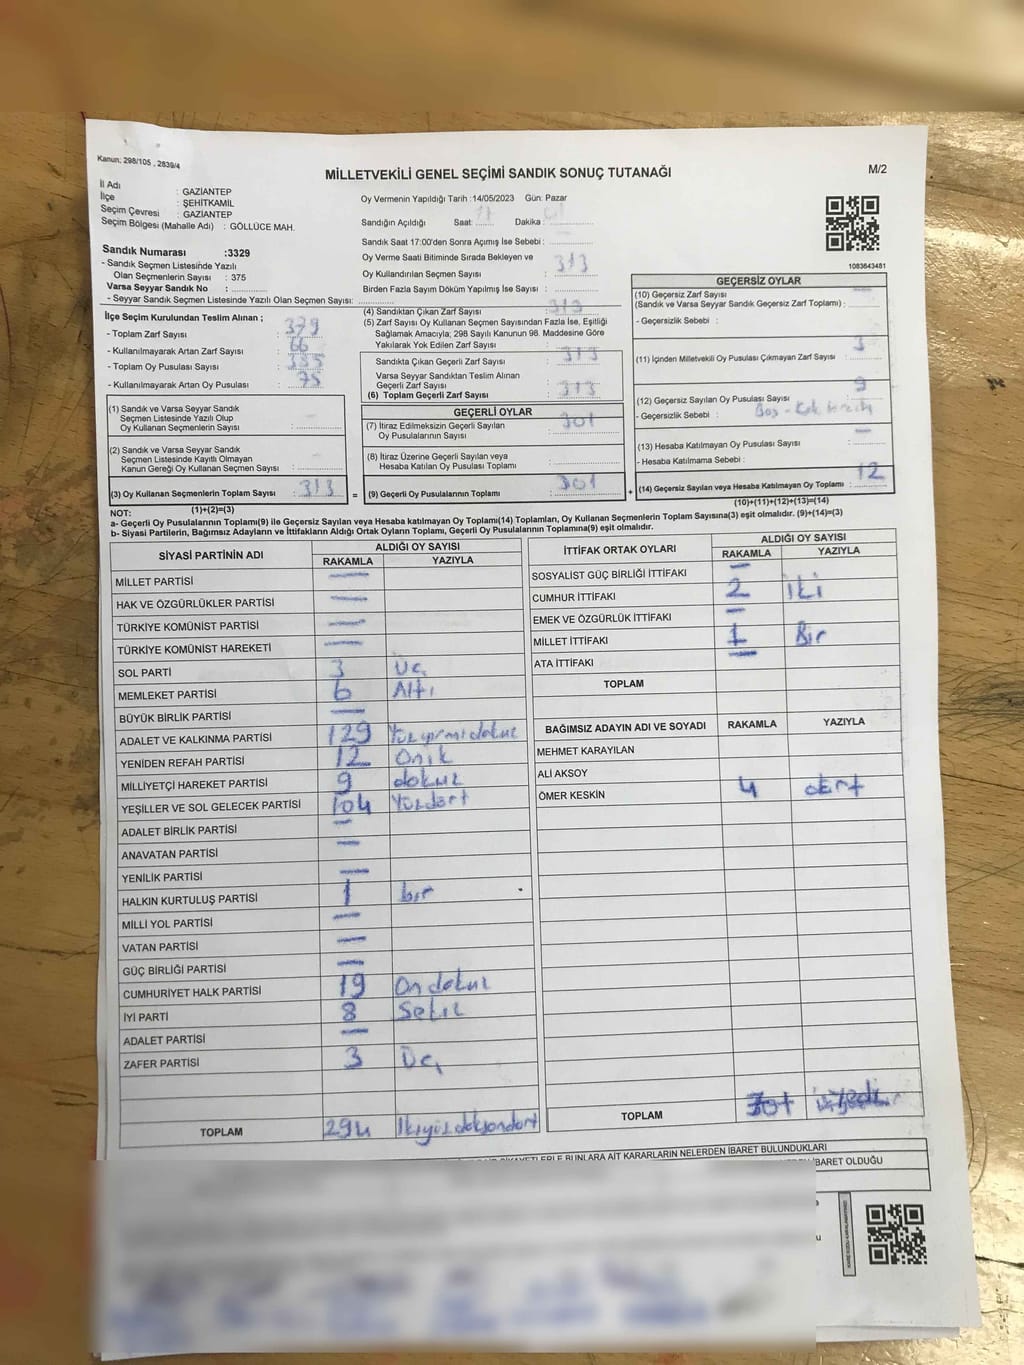 Kanun; 298/105 , 2839/4
MİLLETVEKİLİ GENEL SEÇİMİ SANDIK SONUÇ TUTANAĞI
M/2
İl Adı : GAZİANTEP
İlçe : ŞEHİTKAMİL
Seçim Çevresi : GAZİANTEP
Seçim Bölgesi (Mahalle Adı) : GÖLLÜCE MAH.
Sandık Numarası :3329
- Sandık Seçmen Listesinde Yazılı
Olan Seçmenlerin Sayısı : 375
Varsa Seyyar Sandık No :
- Seyyar Sandık Seçmen Listesinde Yazılı Olan Seçmen Sayısı:
Oy Vermenin Yapıldığı Tarih : 14/05/2023 Gün: Pazar
Sandığın Açıldığı Saat: 17 Dakika :
Sandık Saat 17:00'den Sonra Açımış İse Sebebi :
Oy Verme Saati Bitiminde Sırada Bekleyen ve
Oy Kullandırılan Seçmen Sayısı : 313
Birden Fazla Sayım Döküm Yapılmış İse Sayısı :
1083643481
İlçe Seçim Kurulundan Teslim Alınan ;
- Toplam Zarf Sayısı : 379
- Kullanılmayarak Artan Zarf Sayısı : 66
- Toplam Oy Pusulası Sayısı : 385
- Kullanılmayarak Artan Oy Pusulası : 75
(1) Sandık ve Varsa Seyyar Sandık
Seçmen Listesinde Yazılı Olup
Oy Kullanan Seçmenlerin Sayısı : —
(2) Sandık ve Varsa Seyyar Sandık
Seçmen Listesinde Kayıtlı Olmayan
Kanun Gereği Oy Kullanan Seçmen Sayısı : —
(3) Oy Kullanan Seçmenlerin Toplam Sayısı : 313 =
(1)+(2)=(3)
(4) Sandıktan Çıkan Zarf Sayısı : 313
(5) Zarf Sayısı Oy Kullanan Seçmen Sayısından Fazla İse, Eşitliği
Sağlamak Amacıyla; 298 Sayılı Kanunun 98. Maddesine Göre
Yakılarak Yok Edilen Zarf Sayısı :
Sandıkta Çıkan Geçerli Zarf Sayısı : 313
Varsa Seyyar Sandıktan Teslim Alınan
Geçerli Zarf Sayısı :
(6) Toplam Geçerli Zarf Sayısı : 313
GEÇERLİ OYLAR
(7) İtiraz Edilmeksizin Geçerli Sayılan
Oy Pusulalarının Sayısı : 301
(8) İtiraz Üzerine Geçerli Sayılan veya
Hesaba Katılan Oy Pusulası Toplamı :
(9) Geçerli Oy Pusulalarının Toplamı : 301 +
GEÇERSİZ OYLAR
(10) Geçersiz Zarf Sayısı
(Sandık ve Varsa Seyyar Sandık Geçersiz Zarf Toplamı) : —
- Geçersizlik Sebebi :
(11) İçinden Milletvekili Oy Pusulası Çıkmayan Zarf Sayısı : 3
(12) Geçersiz Sayılan Oy Pusulası Sayısı : 9
- Geçersizlik Sebebi : Boş -
(13) Hesaba Katılmayan Oy Pusulası Sayısı : —
- Hesaba Katılmama Sebebi :
(14) Geçersiz Sayılan veya Hesaba Katılmayan Oy Toplamı : 12
(10)+(11)+(12)+(13)=(14)
NOT:
a- Geçerli Oy Pusulalarının Toplamı(9) ile Geçersiz Sayılan veya Hesaba katılmayan Oy Toplamı(14) Toplamları, Oy Kullanan Seçmenlerin Toplam Sayısına(3) eşit olmalıdır. (9)+(14)=(3)
b- Siyasi Partilerin, Bağımsız Adayların ve İttifakların Aldığı Ortak Oyların Toplamı, Geçerli Oy Pusulalarının Toplamına(9) eşit olmalıdır.
SİYASİ PARTİNİN ADI ALDIĞI OY SAYISI
RAKAMLA YAZIYLA
MİLLET PARTİSİ —
HAK VE ÖZGÜRLÜKLER PARTİSİ —
TÜRKİYE KOMÜNİST PARTİSİ —
TÜRKİYE KOMÜNİST HAREKETİ —
SOL PARTİ 3 Üç
MEMLEKET PARTİSİ 6 Altı
BÜYÜK BİRLİK PARTİSİ —
ADALET VE KALKINMA PARTİSİ 129 Yüzyirmidokuz
YENİDEN REFAH PARTİSİ 12 Onik
MİLLİYETÇİ HAREKET PARTİSİ 9 dokuz
YEŞİLLER VE SOL GELECEK PARTİSİ 104 Yüzdört
ADALET BİRLİK PARTİSİ —
ANAVATAN PARTİSİ —
YENİLİK PARTİSİ —
HALKIN KURTULUŞ PARTİSİ 1 bir
MİLLİ YOL PARTİSİ —
VATAN PARTİSİ —
GÜÇ BİRLİĞİ PARTİSİ —
CUMHURİYET HALK PARTİSİ 19 Ondokuz
İYİ PARTİ 8 Sekiz
ADALET PARTİSİ —
ZAFER PARTİSİ 3 Üç
TOPLAM 294 İkiyüzdoksandört
İTTİFAK ORTAK OYLARI ALDIĞI OY SAYISI
RAKAMLA YAZIYLA
SOSYALİST GÜÇ BİRLİĞİ İTTİFAKI —
CUMHUR İTTİFAKI 2 İki
EMEK VE ÖZGÜRLÜK İTTİFAKI —
MİLLET İTTİFAKI 1 Bir
ATA İTTİFAKI —
TOPLAM
BAĞIMSIZ ADAYIN ADI VE SOYADI RAKAMLA YAZIYLA
MEHMET KARAYILAN
ALİ AKSOY
ÖMER KESKİN 4 dört
TOPLAM
BUNLARA AİT KARARLARIN NELERDEN İBARET BULUNDUKLARI
İBARET OLDUĞU